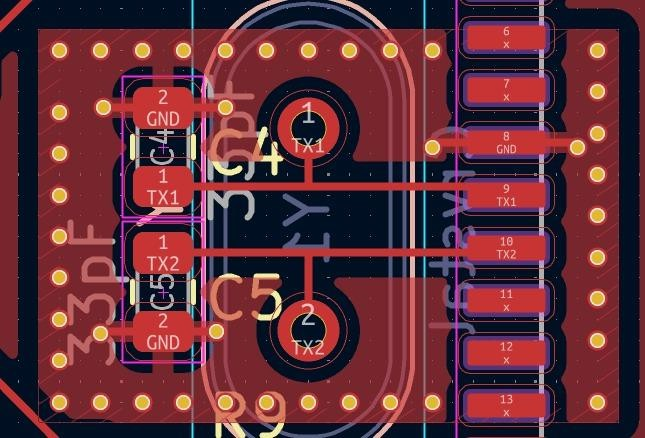 6
x
7
x
8
GND
9
TX1
10
TX2
11
x
12
x
13
x
2
GND
C4
1
TX1
1
TX2
C5
2
GND
C4
33PF
33PF
C5
1
TX1
Y1
2
TX2
R9